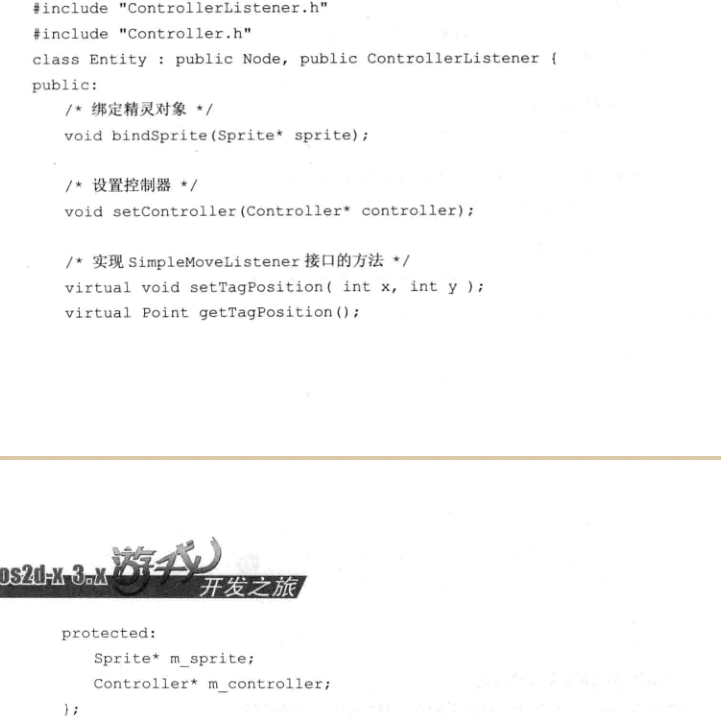 #include "ControllerListener.h"
#include "Controller.h"
class Entity : public Node, public ControllerListener {
public:
/* 绑定精灵对象 */
void bindSprite(Sprite* sprite);
/* 设置控制器 */
void setController(Controller* controller);
/* 实现 SimpleMoveListener 接口的方法 */
virtual void setTagPosition( int x, int y );
virtual Point getTagPosition();
os2d-x 3.x 游戏
开发之旅
protected:
Sprite* m_sprite;
Controller* m_controller;
};